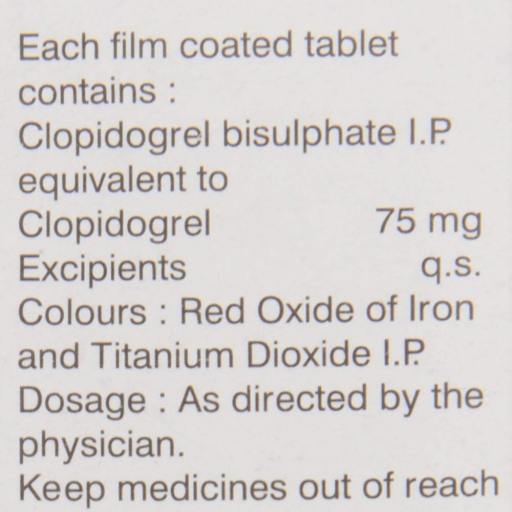 Each film coated tablet
contains :
Clopidogrel bisulphate I.P.
equivalent to
Clopidogrel 75 mg
Excipients q.s.
Colours : Red Oxide of Iron
and Titanium Dioxide I.P.
Dosage : As directed by the
physician.
Keep medicines out of reach